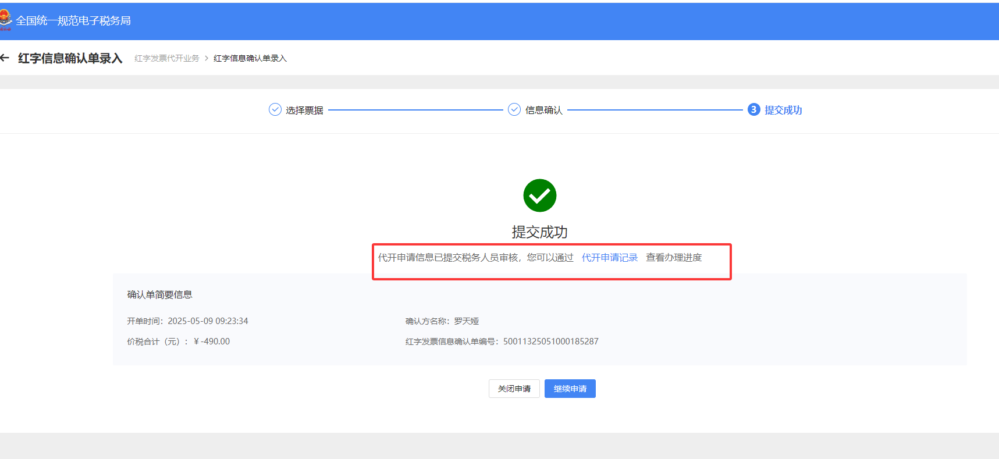 全国统一规范电子税务局
红字信息确认单录入 红字发票代开业务 > 红字信息确认单录入
选择票据 信息确认 3 提交成功
提交成功
代开申请信息已提交税务人员审核，您可以通过 代开申请记录 查看办理进度
确认单简要信息
开单时间：2025-05-09 09:23:34 确认方名称：罗天娅
价税合计（元）：￥-490.00 红字发票信息确认单编号：50011325051000185287
关闭申请 继续申请